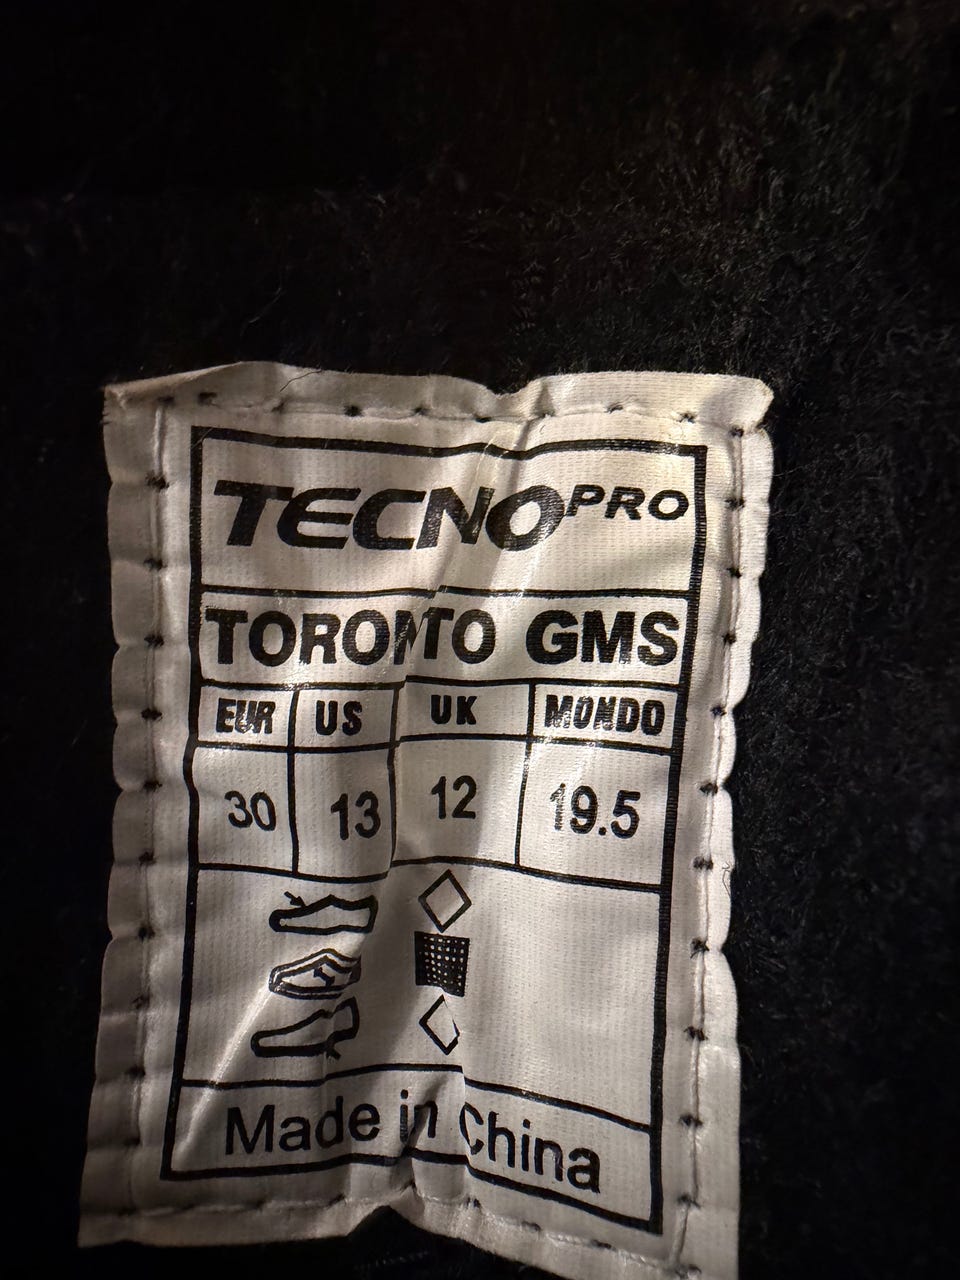 TECNOPRO
TORONTO GMS
EUR US UK MONDO
30 13 12 19.5
Made in China